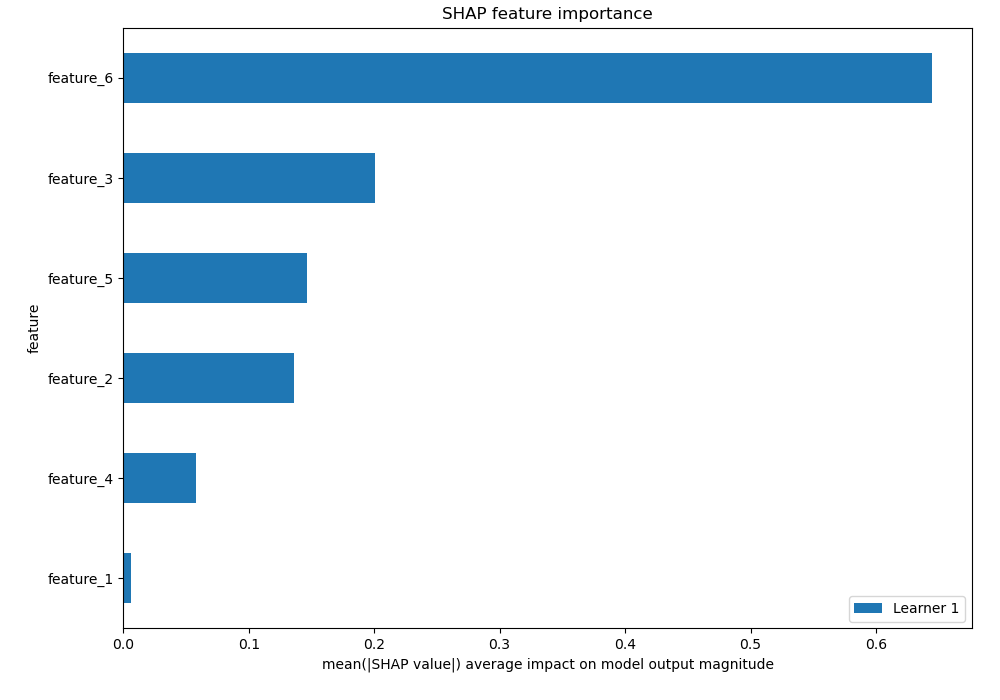 SHAP feature importance
feature_6
feature_3
feature_5
feature_2
feature_4
feature_1
feature
Learner 1
0.0 0.1 0.2 0.3 0.4 0.5 0.6
mean(|SHAP value|) average impact on model output magnitude